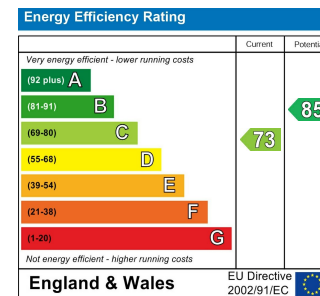 Energy Efficiency Rating
Current Potenti
Very energy efficient - lower running costs
(92 plus) A
(81-91) B
(69-80) C
(55-68) D
(39-54) E
(21-38) F
(1-20) G
73
85
Not energy efficient - higher running costs
England & Wales
EU Directive
2002/91/EC